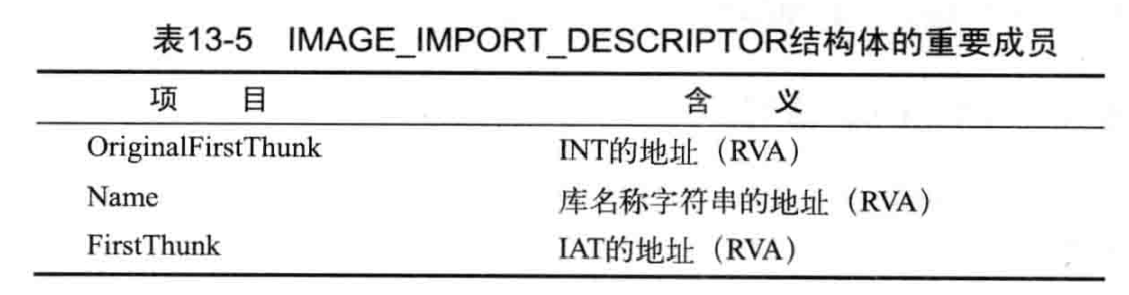 表13-5 IMAGE_IMPORT_DESCRIPTOR结构体的重要成员
项 目 含 义
OriginalFirstThunk INT的地址（RVA）
Name 库名称字符串的地址（RVA）
FirstThunk IAT的地址（RVA）